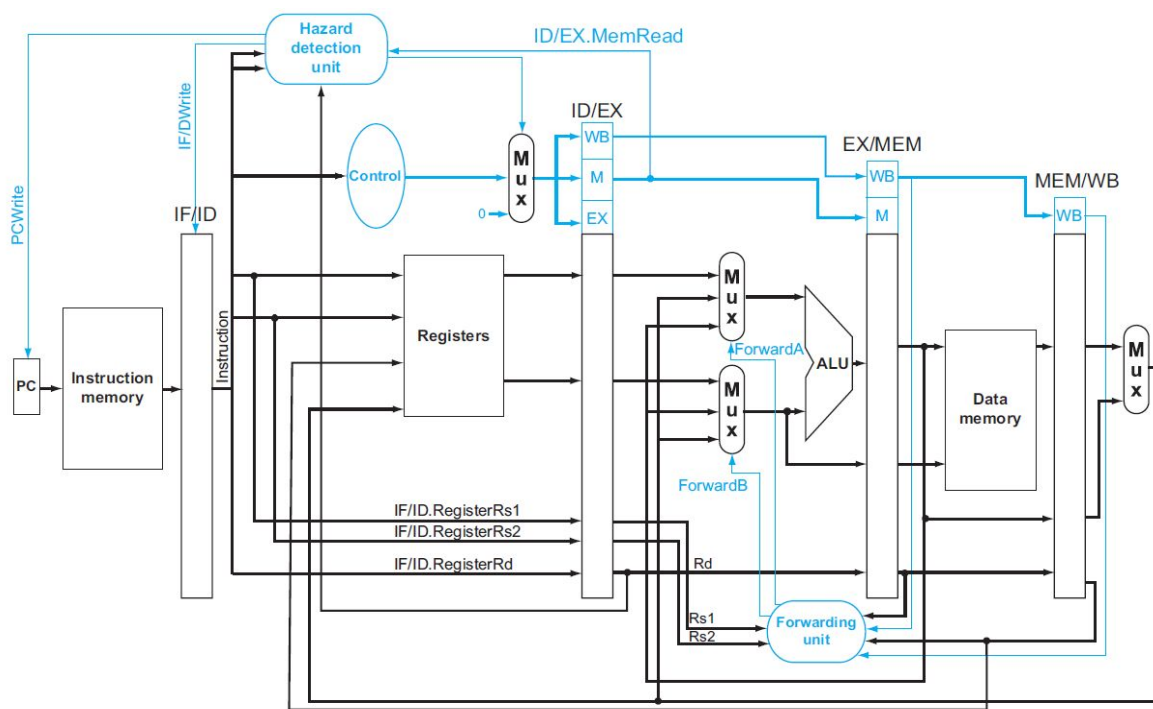 Hazard
detection
unit
ID/EX.MemRead
ID/EX
IF/DWrite
PCWrite
Control
M
u
x
0
WB
M
EX
EX/MEM
WB
M
MEM/WB
WB
IF/ID
PC
Instruction
memory
Instruction
Registers
M
u
x
ForwardA
M
u
x
ForwardB
ALU
Data
memory
M
u
x
IF/ID.RegisterRs1
IF/ID.RegisterRs2
IF/ID.RegisterRd
Rd
Rs1
Rs2
Forwarding
unit